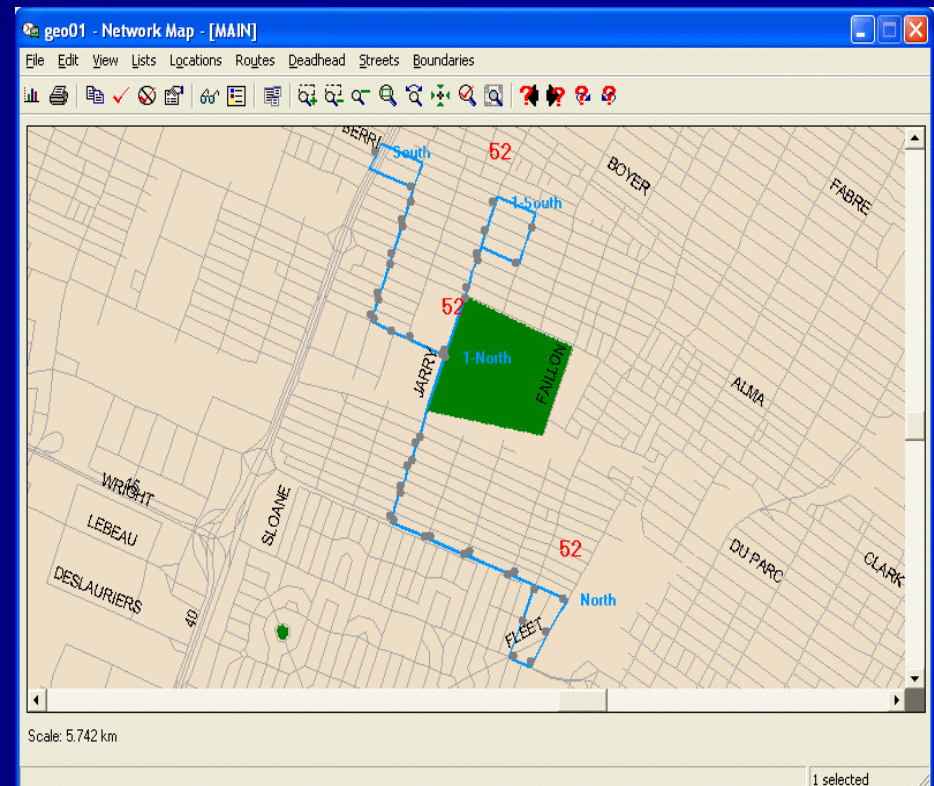 geo01 - Network Map - [MAIN]
File Edit View Lists Locations Routes Deadhead Streets Boundaries
BERRI
South
52
BOYER
FABRE
1-South
52
1-North
JARRY
FAILLON
ALMA
WRIGHT
15
SLOANE
LEBEAU
DESLAURIERS
40
52
DU PARC
CLARK
North
FLEET
Scale: 5.742 km
1 selected